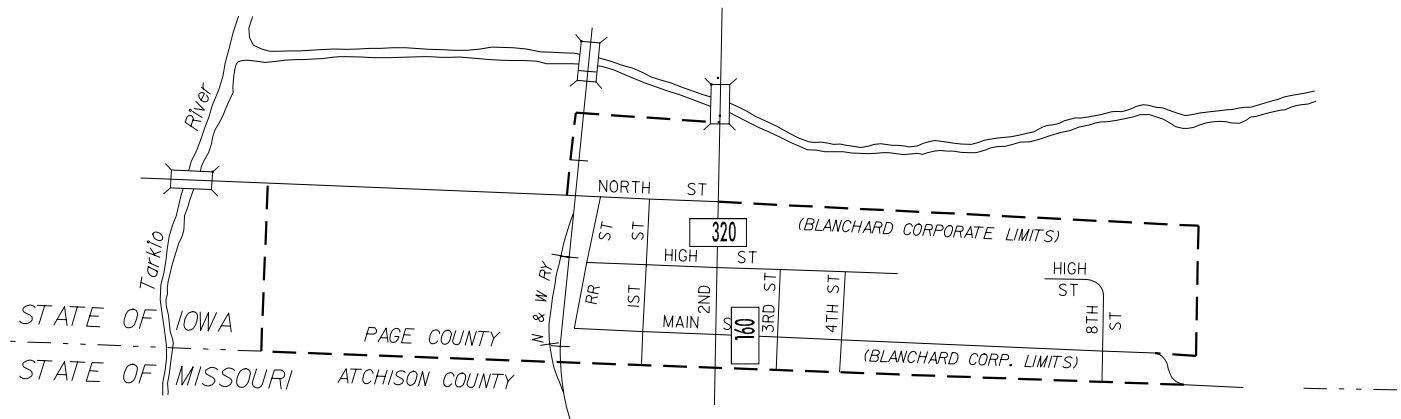 River
NORTH ST
320
(BLANCHARD CORPORATE LIMITS)
ST
ST
HIGH ST
HIGH
ST
Tarkio
N & W RY
RR
1ST
2ND
3RD ST
4TH ST
8TH
ST
MAIN
160
STATE OF IOWA
PAGE COUNTY
(BLANCHARD CORP. LIMITS)
STATE OF MISSOURI
ATCHISON COUNTY